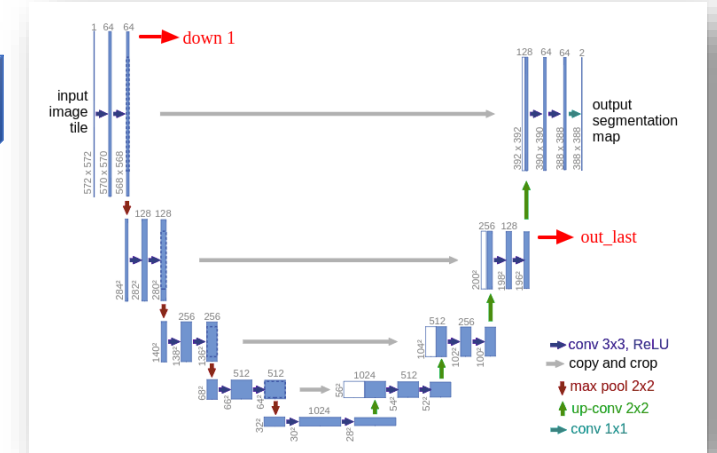 1 64 64
down 1
input
image
tile
572 x 572
570 x 570
568 x 568
128 64 64 2
output
segmentation
map
392 x 392
390 x 390
388 x 388
388 x 388
128 128
284²
282²
280²
256 128
out_last
200²
198²
196²
256 256
140²
138²
136²
512 256
104²
102²
100²
512 512
68²
66²
64²
1024 512
56²
54²
52²
1024
32²
30²
28²
conv 3x3, ReLU
copy and crop
max pool 2x2
up-conv 2x2
conv 1x1